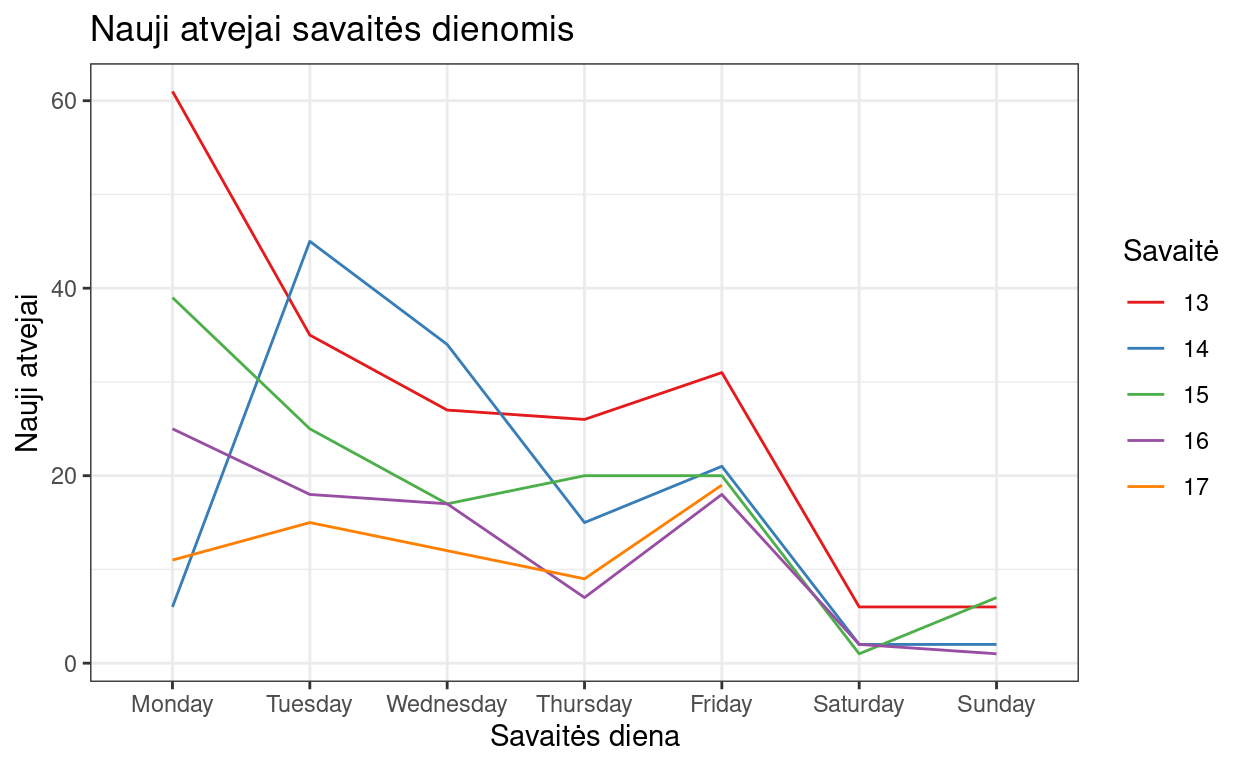 Nauji atvejai savaitės dienomis
Nauji atvejai
60
40
20
0
Monday Tuesday Wednesday Thursday Friday Saturday Sunday
Savaitės diena
Savaitė
13
14
15
16
17